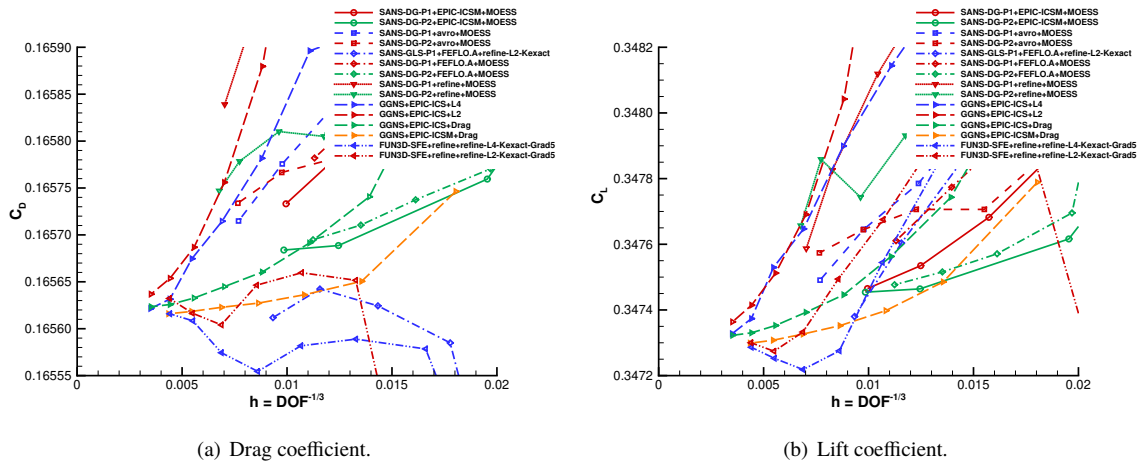 SANS-DG-P1+EPIC-ICSM+MOESS
SANS-DG-P2+EPIC-ICSM+MOESS
SANS-DG-P1+avro+MOESS
SANS-DG-P2+avro+MOESS
SANS-GLS-P1+FEFLO.A+refine-L2-Kexact
SANS-DG-P1+FEFLO.A+MOESS
SANS-DG-P2+FEFLO.A+MOESS
SANS-DG-P1+refine+MOESS
SANS-DG-P2+refine+MOESS
GGNS+EPIC-ICS+L4
GGNS+EPIC-ICS+L2
GGNS+EPIC-ICS+Drag
GGNS+EPIC-ICSM+Drag
FUN3D-SFE+refine+refine-L4-Kexact-Grad5
FUN3D-SFE+refine+refine-L2-Kexact-Grad5
0.16590
0.16585
0.16580
0.16557
0.16570
0.16565
0.16560
0.16555
C_D
0
0.005
0.01
0.015
0.02
h = DOF^-1/3
(a) Drag coefficient.
SANS-DG-P1+EPIC-ICSM+MOESS
SANS-DG-P2+EPIC-ICSM+MOESS
SANS-DG-P1+avro+MOESS
SANS-DG-P2+avro+MOESS
SANS-GLS-P1+FEFLO.A+refine-L2-Kexact
SANS-DG-P1+FEFLO.A+MOESS
SANS-DG-P2+FEFLO.A+MOESS
SANS-DG-P1+refine+MOESS
SANS-DG-P2+refine+MOESS
GGNS+EPIC-ICS+L4
GGNS+EPIC-ICS+L2
GGNS+EPIC-ICS+Drag
GGNS+EPIC-ICSM+Drag
FUN3D-SFE+refine+refine-L4-Kexact-Grad5
FUN3D-SFE+refine+refine-L2-Kexact-Grad5
0.3482
0.3480
0.3478
0.3476
0.3474
0.3472
C_L
0
0.005
0.01
0.015
0.02
h = DOF^-1/3
(b) Lift coefficient.